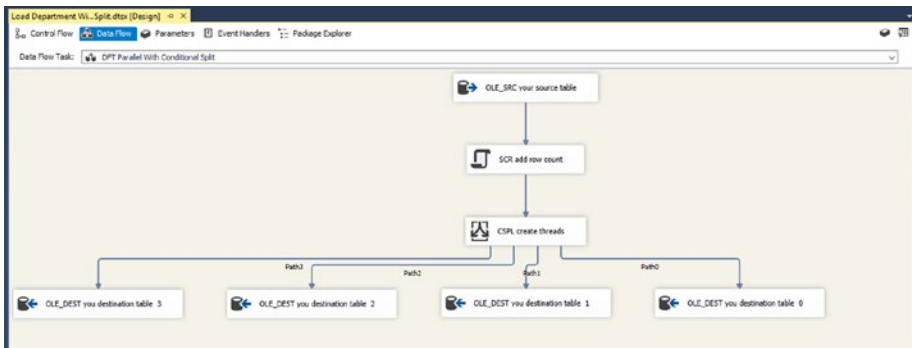 Load Department Wi...Split.dtsx [Design]
Control Flow Data Flow Parameters Event Handlers Package Explorer
Data Flow Task: DFT Parallel With Conditional Split
OLE_SRC your source table
SCR add row count
CSPL create threads
Path3 Path2 Path1 Path0
OLE_DEST you destination table 3 OLE_DEST you destination table 2 OLE_DEST you destination table 1 OLE_DEST you destination table 0